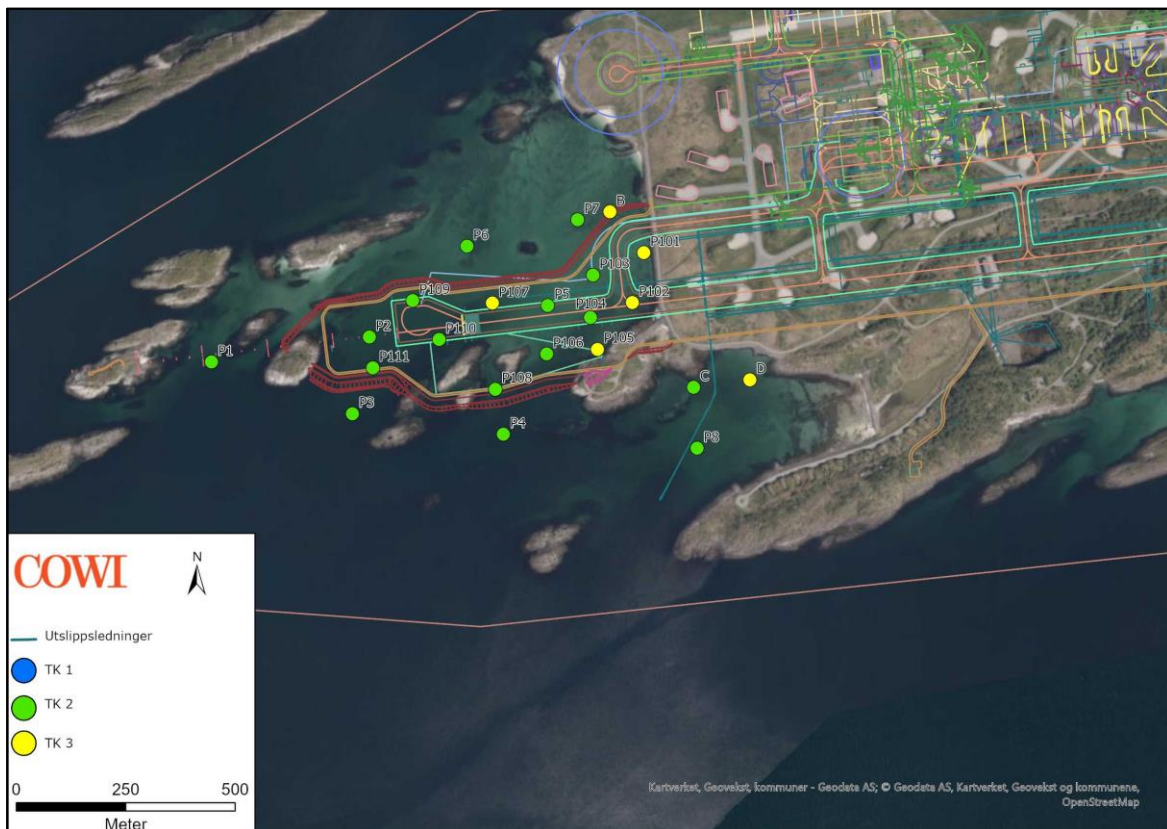 B
P7
P6
P101
P103
P109
P107
P5
P102
P104
P2
P110
P105
P106
P1
P111
C
D
P108
P3
P4
P8
COWI
N
Utslippsledninger
TK 1
TK 2
TK 3
0 250 500
Meter
Kartverket, Geovekst, kommuner - Geodata AS; © Geodata AS, Kartverket, Geovekst og kommunene,
OpenStreetMap